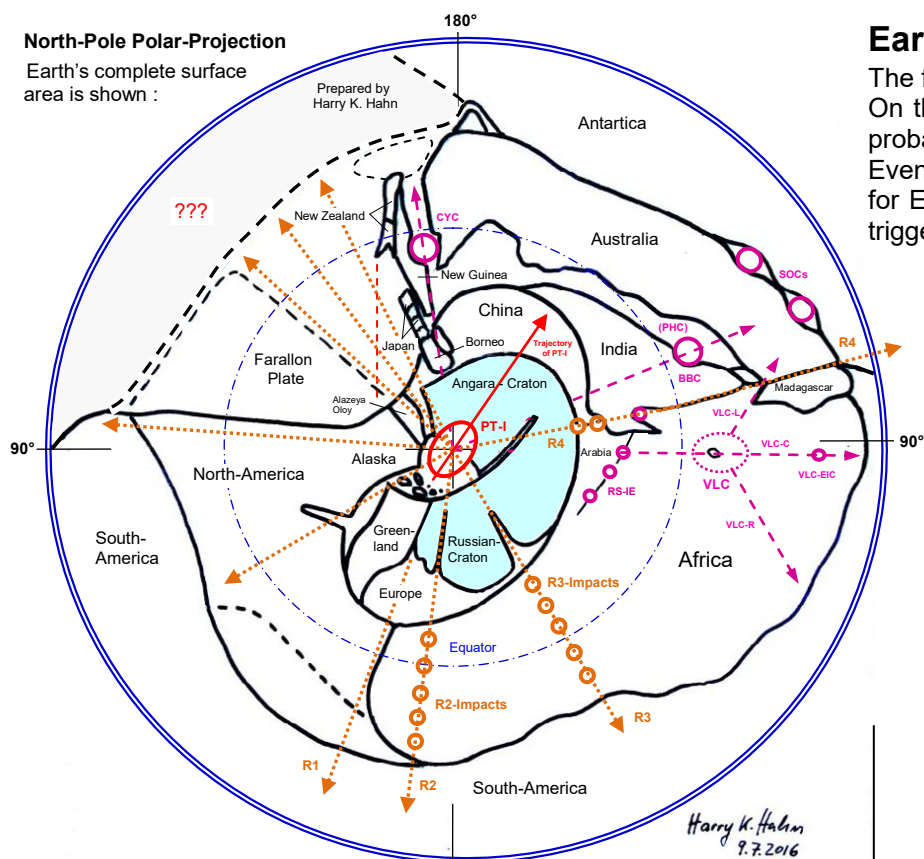 180°
North-Pole Polar-Projection
Earth's complete surface
area is shown :
Prepared by
Harry K. Hahn
Ear
The f
On th
proba
Even
for E
trigge
Antartica
???
New Zealand
CYC
Australia
SOCs
New Guinea
China
Japan
Borneo
Trajectory
of PT-I
(PHC)
India
BBC
R4
Farallon
Plate
Alazeya
Oloy
Angara - Craton
Madagascar
VLC-L
PT-I
R4
90°
Alaska
Arabia
VLC-C
90°
North-America
RS-IE
VLC
VLC-EIC
VLC-R
South-
America
Green-
land
Russian-
Craton
Africa
Europe
R3-Impacts
Equator
R2-Impacts
R3
R1
R2
South-America
Harry K. Hahn
9.7.2016